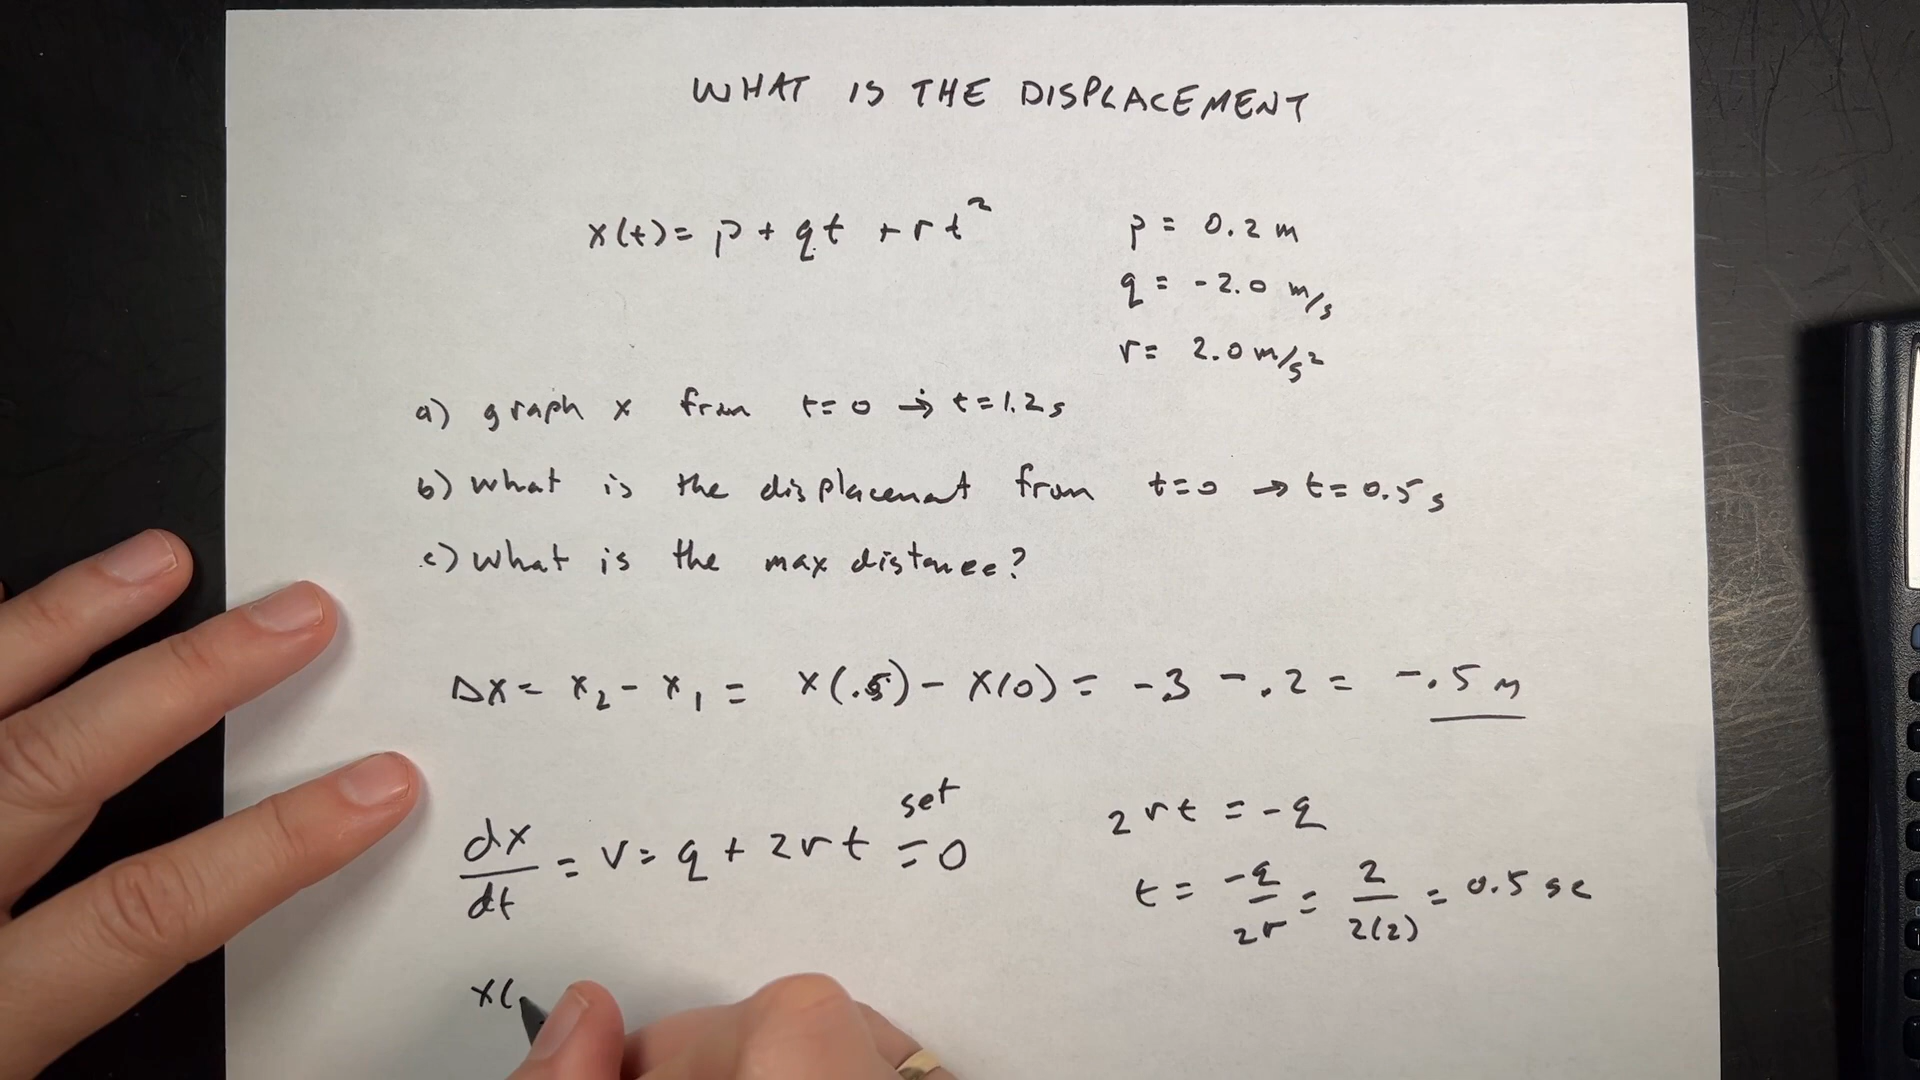 WHAT IS THE DISPLACEMENT
x(t) = p + qt + rt²
p = 0.2 m
q = -2.0 m/s
r = 2.0 m/s²
a) graph x from t=0 → t=1.2s
b) what is the displacement from t=0 → t=0.5s
c) what is the max distance?
Δx = x₂ - x₁ = x(.5) - x(0) = -3 - .2 = -.5 m
dx/dt = v = q + 2rt set = 0
2rt = -q
t = -q/2r = 2/2(2) = 0.5 se
x(